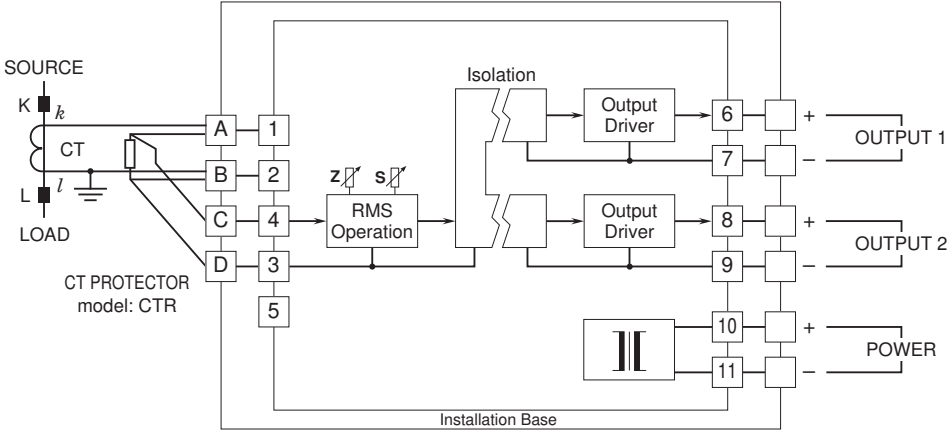 SOURCE
K
k
CT
L
l
LOAD
CT PROTECTOR
model: CTR
A
1
B
2
C
4
D
3
5
Z
S
RMS
Operation
Isolation
Output
Driver
6
7
+
OUTPUT 1
–
Output
Driver
8
9
+
OUTPUT 2
–
10
11
+
POWER
–
Installation Base